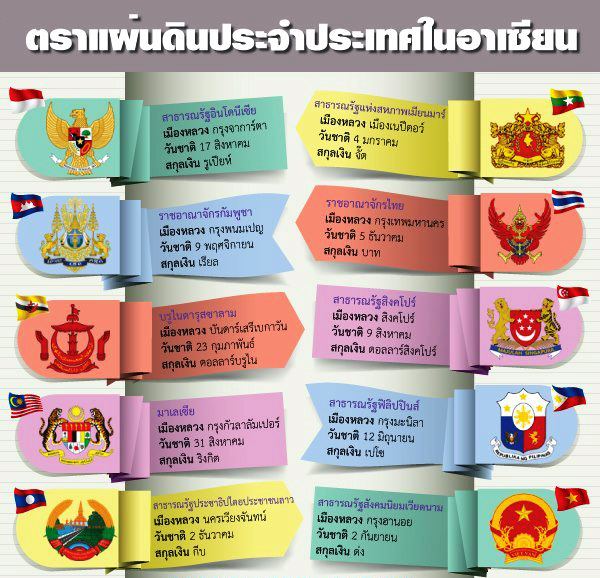 ตราแผ่นดินประจำประเทศในอาเซียน
สาธารณรัฐอินโดนีเซีย
เมืองหลวง กรุงจาการ์ตา
วันชาติ 17 สิงหาคม
สกุลเงิน รูเปียห์
สาธารณรัฐแห่งสหภาพเมียนมาร์
เมืองหลวง เมืองเนปีดอว์
วันชาติ 4 มกราคม
สกุลเงิน จั๊ต
ราชอาณาจักรกัมพูชา
เมืองหลวง กรุงพนมเปญ
วันชาติ 9 พฤศจิกายน
สกุลเงิน เรียล
ราชอาณาจักรไทย
เมืองหลวง กรุงเทพมหานคร
วันชาติ 5 ธันวาคม
สกุลเงิน บาท
บรูไนดารุสซาลาม
เมืองหลวง บันดาร์เสรีเบกาวัน
วันชาติ 23 กุมภาพันธ์
สกุลเงิน ดอลลาร์บรูไน
สาธารณรัฐสิงคโปร์
เมืองหลวง สิงคโปร์
วันชาติ 9 สิงหาคม
สกุลเงิน ดอลลาร์สิงคโปร์
MAJULAH SINGAPURA
มาเลเซีย
เมืองหลวง กรุงกัวลาลัมเปอร์
วันชาติ 31 สิงหาคม
สกุลเงิน ริงกิต
สาธารณรัฐฟิลิปปินส์
เมืองหลวง กรุงมะนิลา
วันชาติ 12 มิถุนายน
สกุลเงิน เปโซ
REPUBLIKA NG PILIPINAS
สาธารณรัฐประชาธิปไตยประชาชนลาว
เมืองหลวง นครเวียงจันทน์
วันชาติ 2 ธันวาคม
สกุลเงิน กีบ
สาธารณรัฐสังคมนิยมเวียดนาม
เมืองหลวง กรุงฮานอย
วันชาติ 2 กันยายน
สกุลเงิน ด่ง